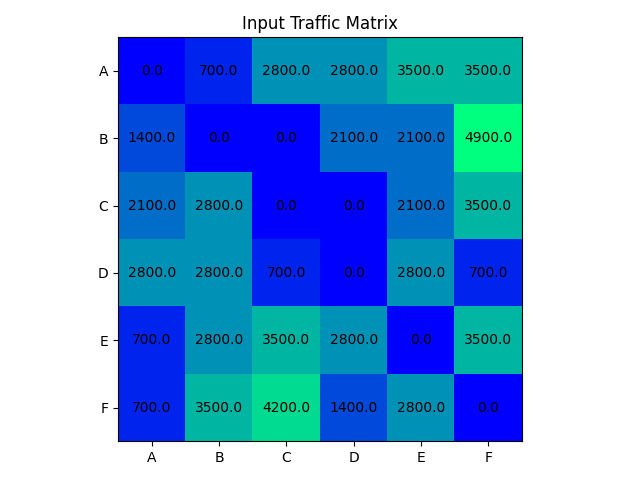 Input Traffic Matrix
A 0.0 700.0 2800.0 2800.0 3500.0 3500.0
B 1400.0 0.0 0.0 2100.0 2100.0 4900.0
C 2100.0 2800.0 0.0 0.0 2100.0 3500.0
D 2800.0 2800.0 700.0 0.0 2800.0 700.0
E 700.0 2800.0 3500.0 2800.0 0.0 3500.0
F 700.0 3500.0 4200.0 1400.0 2800.0 0.0
A B C D E F